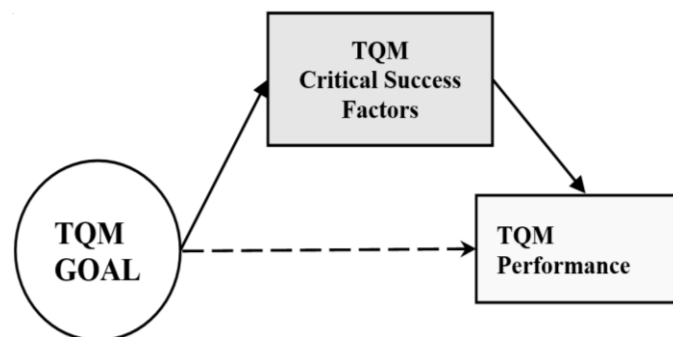 TQM
Critical Success
Factors
TQM
GOAL
TQM
Performance